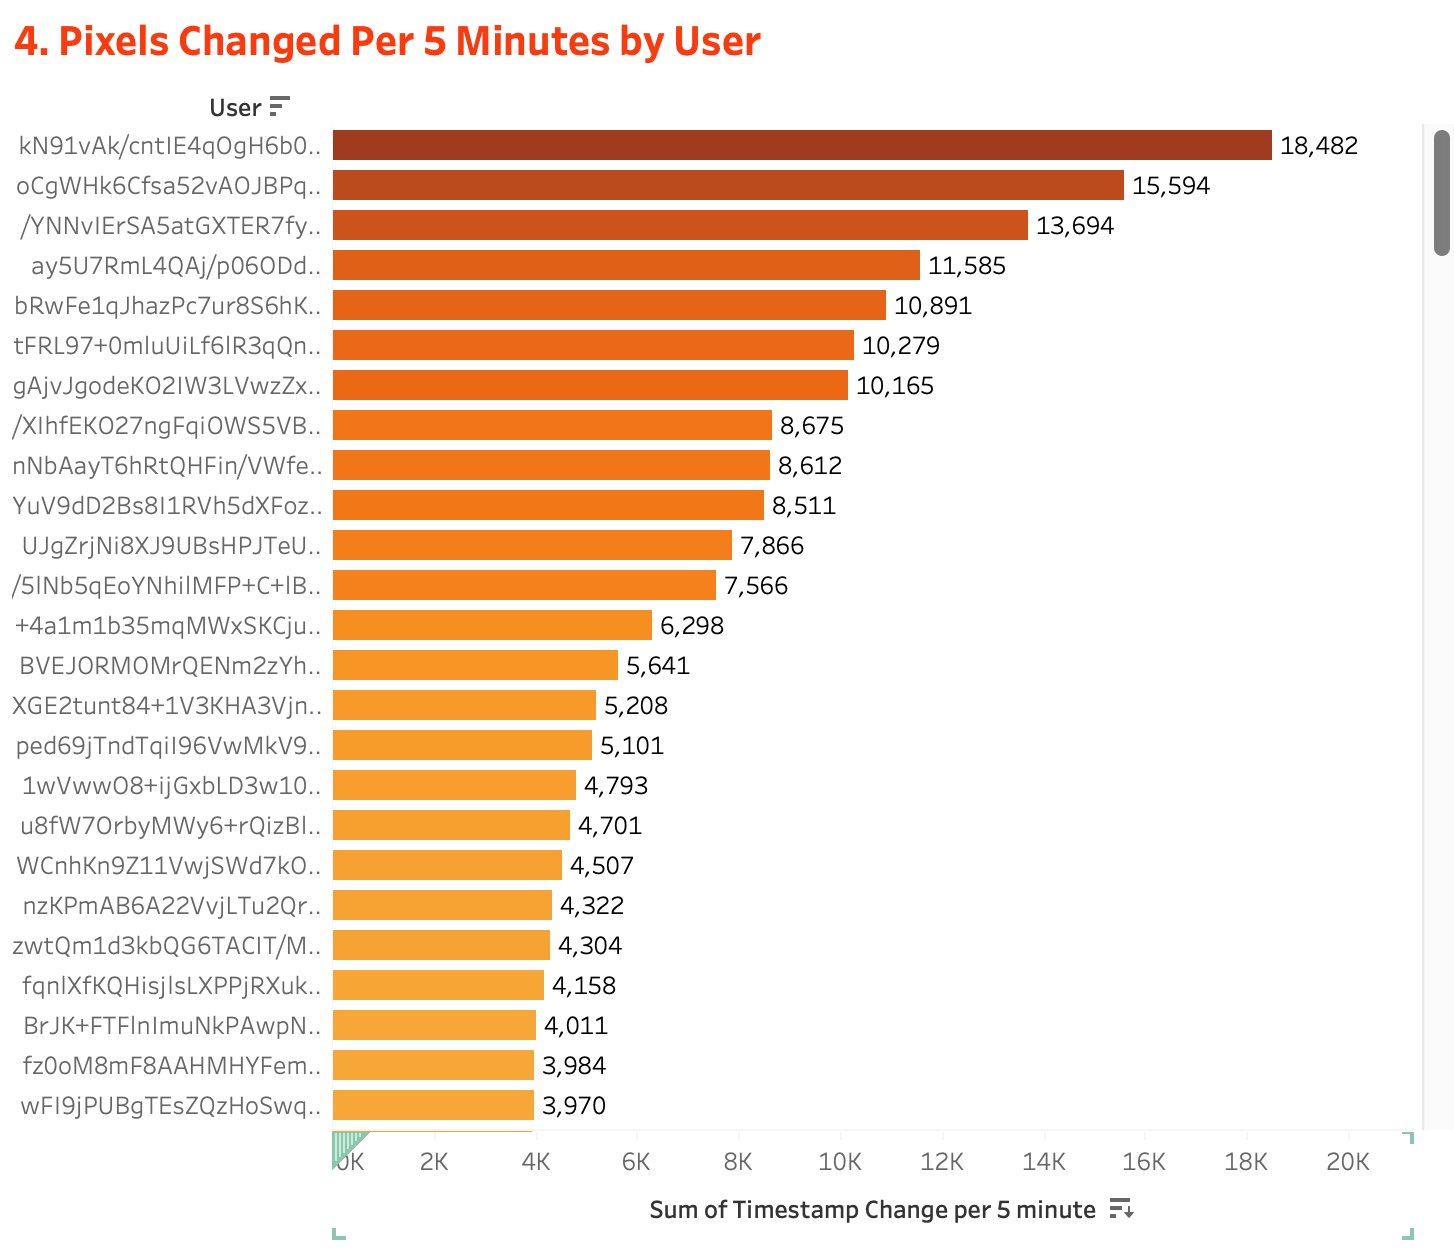 4. Pixels Changed Per 5 Minutes by User
User
kN91vAk/cntIE4qOgH6b0.. 18,482
oCgWHk6Cfsa52vAOJBPq.. 15,594
/YNNvIErSA5atGXTER7fy.. 13,694
ay5U7RmL4QAj/p06ODd.. 11,585
bRwFe1qJhazPc7ur8S6hK.. 10,891
tFRL97+0mluUiLf6lR3qQn.. 10,279
gAjvJgodeKO2IW3LVwzZx.. 10,165
/XIhfEKO27ngFqiOWS5VB.. 8,675
nNbAayT6hRtQHFin/VWfe.. 8,612
YuV9dD2Bs8I1RVh5dXFoz.. 8,511
UJgZrjNi8XJ9UBsHPJTeU.. 7,866
/5lNb5qEoYNhilMFP+C+lB.. 7,566
+4a1m1b35mqMWxSKCju.. 6,298
BVEJORMOMrQENm2zYh.. 5,641
XGE2tunt84+1V3KHA3Vjn.. 5,208
ped69jTndTqiI96VwMkV9.. 5,101
1wVwwO8+ijGxbLD3w10.. 4,793
u8fW7OrbyMWy6+rQizBl.. 4,701
WCnhKn9Z11VwjSWd7kO.. 4,507
nzKPmAB6A22VvjLTu2Qr.. 4,322
zwtQm1d3kbQG6TACIT/M.. 4,304
fqnlXfKQHisjlsLXPPjRXuk.. 4,158
BrJK+FTFlnImuNkPAwpN.. 4,011
fz0oM8mF8AAHMHYFem.. 3,984
wFI9jPUBgTEsZQzHoSwq.. 3,970
0K 2K 4K 6K 8K 10K 12K 14K 16K 18K 20K
Sum of Timestamp Change per 5 minute